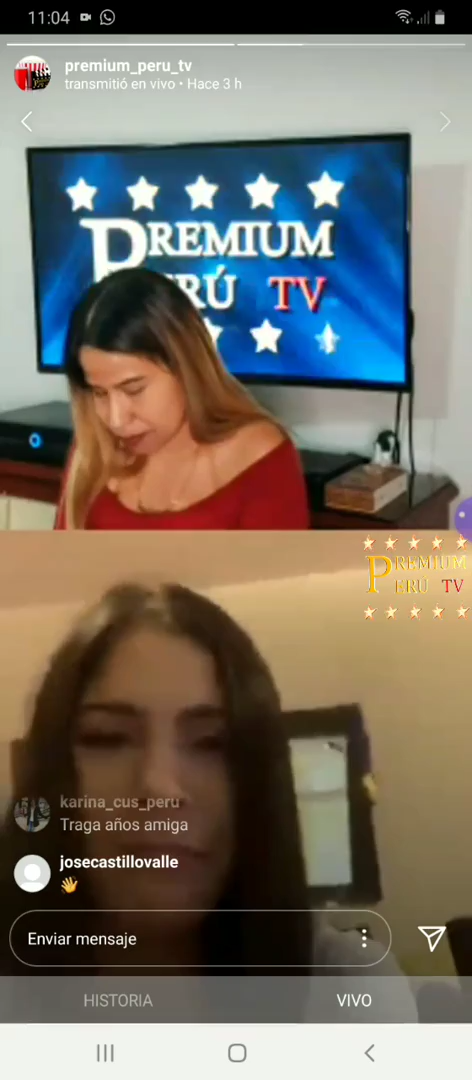 11:04
premium_peru_tv
transmitió en vivo • Hace 3 h
PREMIUM
PERÚ TV
PREMIUM
PERÚ TV
karina_cus_peru
Traga años amiga
josecastillovalle
👋
Enviar mensaje
HISTORIA
VIVO